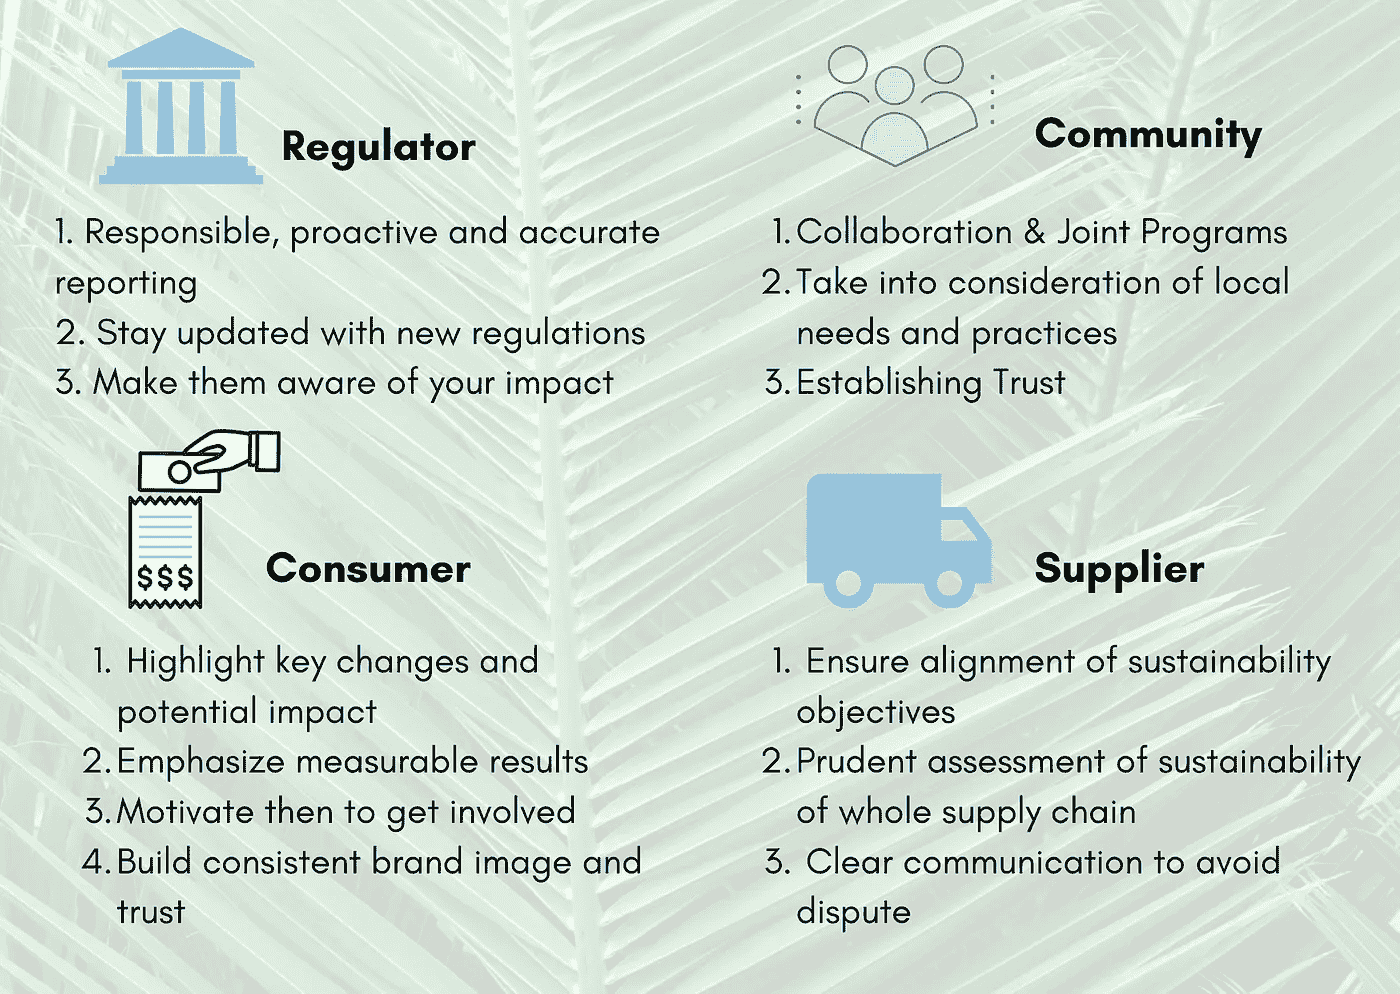 Regulator
1. Responsible, proactive and accurate
reporting
2. Stay updated with new regulations
3. Make them aware of your impact
Community
1. Collaboration & Joint Programs
2. Take into consideration of local
needs and practices
3. Establishing Trust
$$$
Consumer
1. Highlight key changes and
potential impact
2. Emphasize measurable results
3. Motivate then to get involved
4. Build consistent brand image and
trust
Supplier
1. Ensure alignment of sustainability
objectives
2. Prudent assessment of sustainability
of whole supply chain
3. Clear communication to avoid
dispute